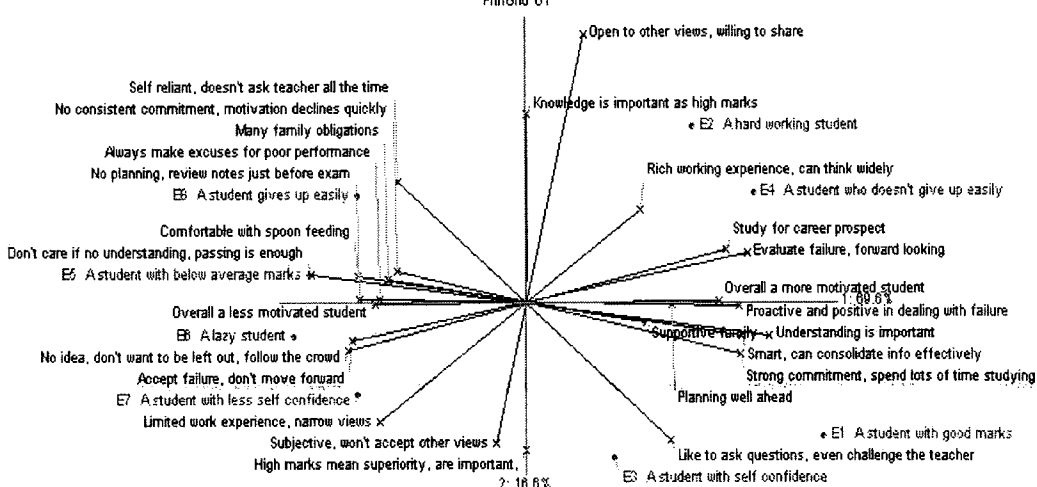 Open to other views, willing to share
Self reliant, doesn't ask teacher all the time
Knowledge is important as high marks
No consistent commitment, motivation declines quickly
E2 A hard working student
Many family obligations
Always make excuses for poor performance
Rich working experience, can think widely
No planning, review notes just before exam
E4 A student who doesn't give up easily
E6 A student gives up easily
Comfortable with spoon feeding
Study for career prospect
Don't care if no understanding, passing is enough
Evaluate failure, forward looking
E5 A student with below average marks
Overall a more motivated student
1: 69.6%
Overall a less motivated student
Proactive and positive in dealing with failure
A lazy student
Supportive family
Understanding is important
No idea, don't want to be left out, follow the crowd
Smart, can consolidate info effectively
Accept failure, don't move forward
Strong commitment, spend lots of time studying
E7 A student with less self confidence
Planning well ahead
Limited work experience, narrow views
E1 A student with good marks
Subjective, won't accept other views
Like to ask questions, even challenge the teacher
High marks mean superiority, are important,
E3 A student with self confidence
2: 16.6%